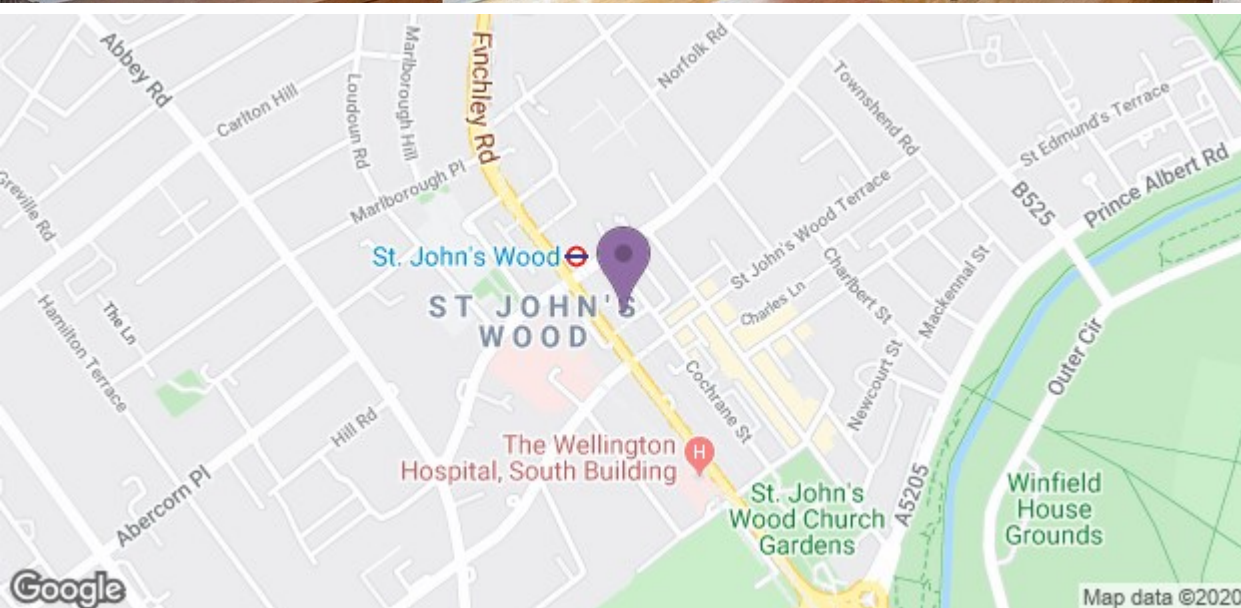 Abbey Rd
Carlton Hill
Loudoun Rd
Marlborough Hill
Finchley Rd
Norfolk Rd
Townshend Rd
St Edmund's Terrace
B525
Prince Albert Rd
Greville Rd
Marlborough Pl
St. John's Wood
St John's Wood Terrace
Charlbert St
Mackennal St
Charles Ln
ST JOHN'S
WOOD
Hamilton Terrace
The Ln
Outer Cir
Newcourt St
Cochrane St
Hill Rd
The Wellington
Hospital, South Building
H
Abercorn Pl
St. John's
Wood Church
Gardens
A5205
Winfield
House
Grounds
Google
Map data ©2020